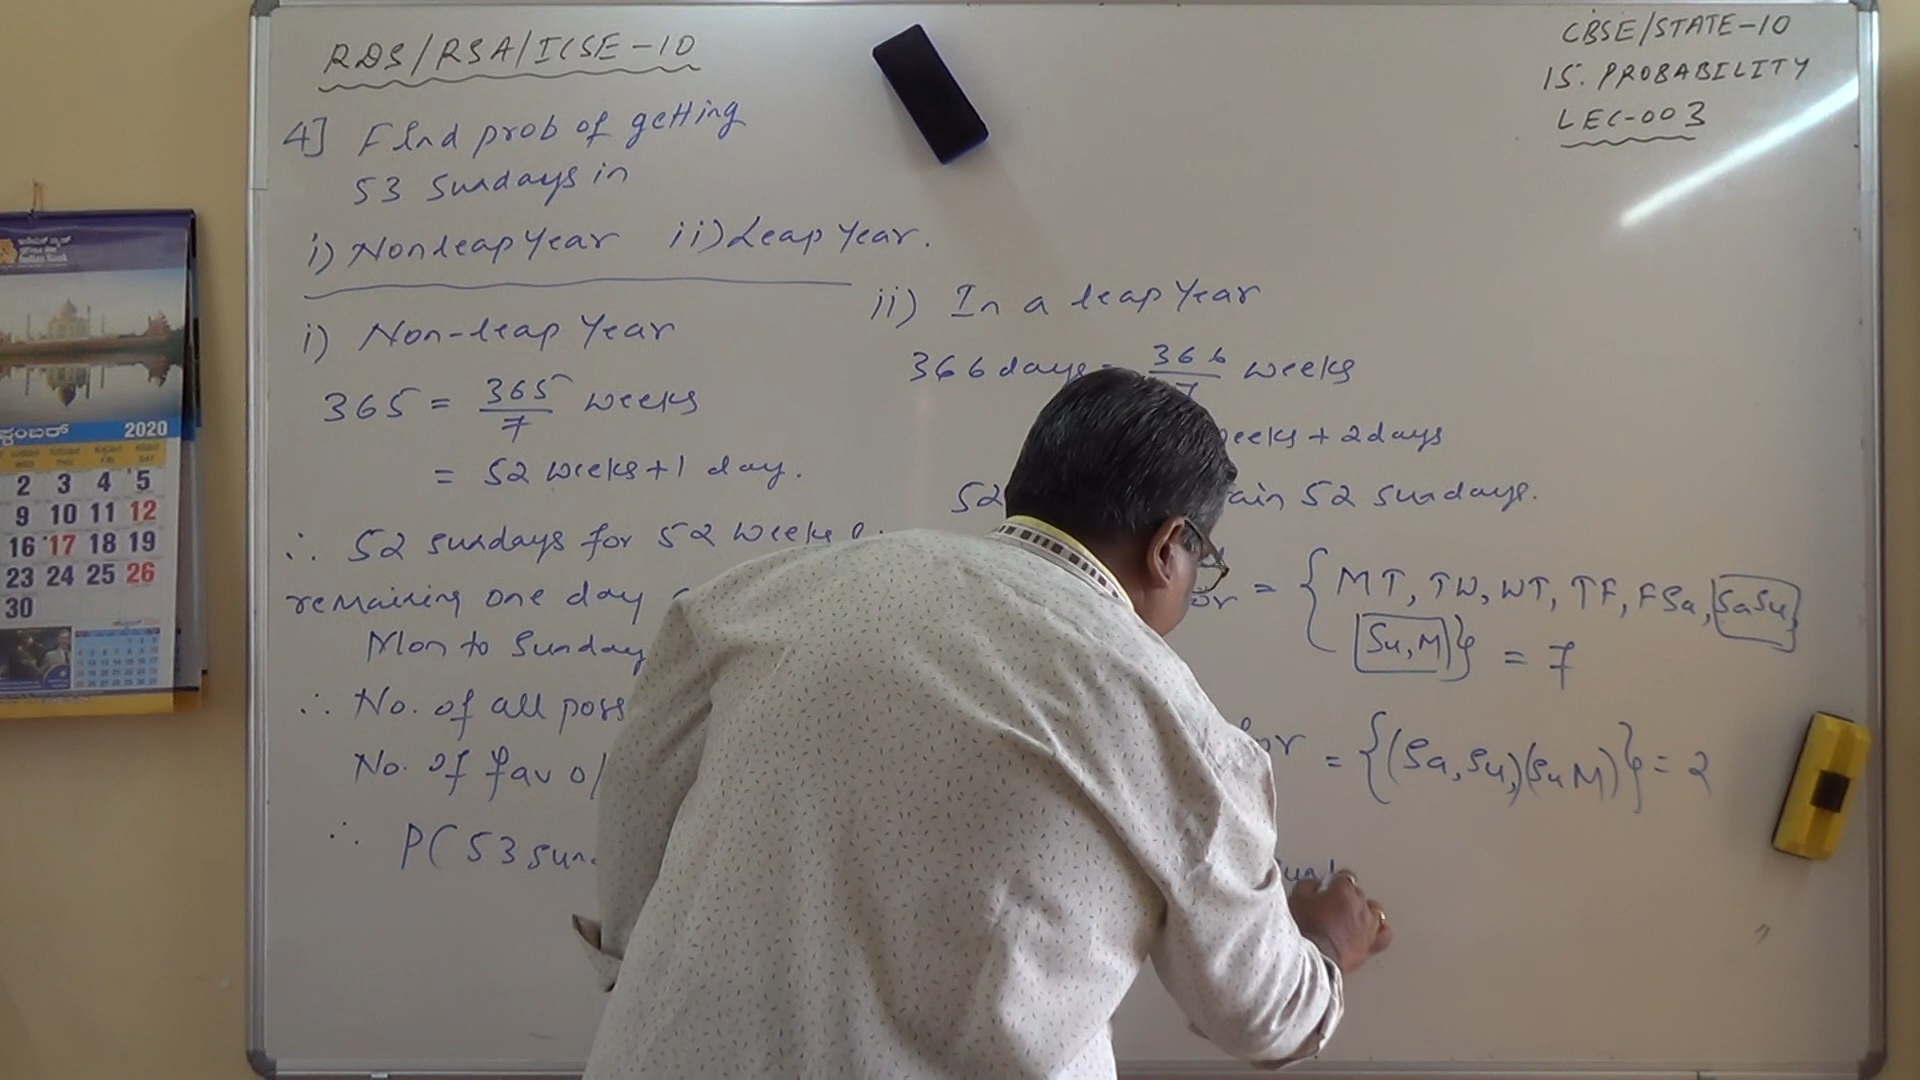 RDS/RSA/ICSE-10
CBSE/STATE-10
15. PROBABILITY
LEC-003
4] Find prob of getting
53 Sundays in
i) Nonleap Year ii) Leap Year.
i) Non-leap Year
365 = 365/7 weeks
= 52 weeks + 1 day.
∴ 52 sundays for 52 weeks
remaining one day
Mon to Sunday
∴ No. of all poss
No. of fav o
∴ P(53 sun
ii) In a leap Year
366 days = 366/7 weeks
eeks + 2 days
52 ain 52 sundays.
or = { MT, TW, WT, TF, FSa, SaSu,
Su, M } = 7
for = {(Sa, Su,)(Su M)} = 2
2020
2 3 4 5
9 10 11 12
16 17 18 19
23 24 25 26
30